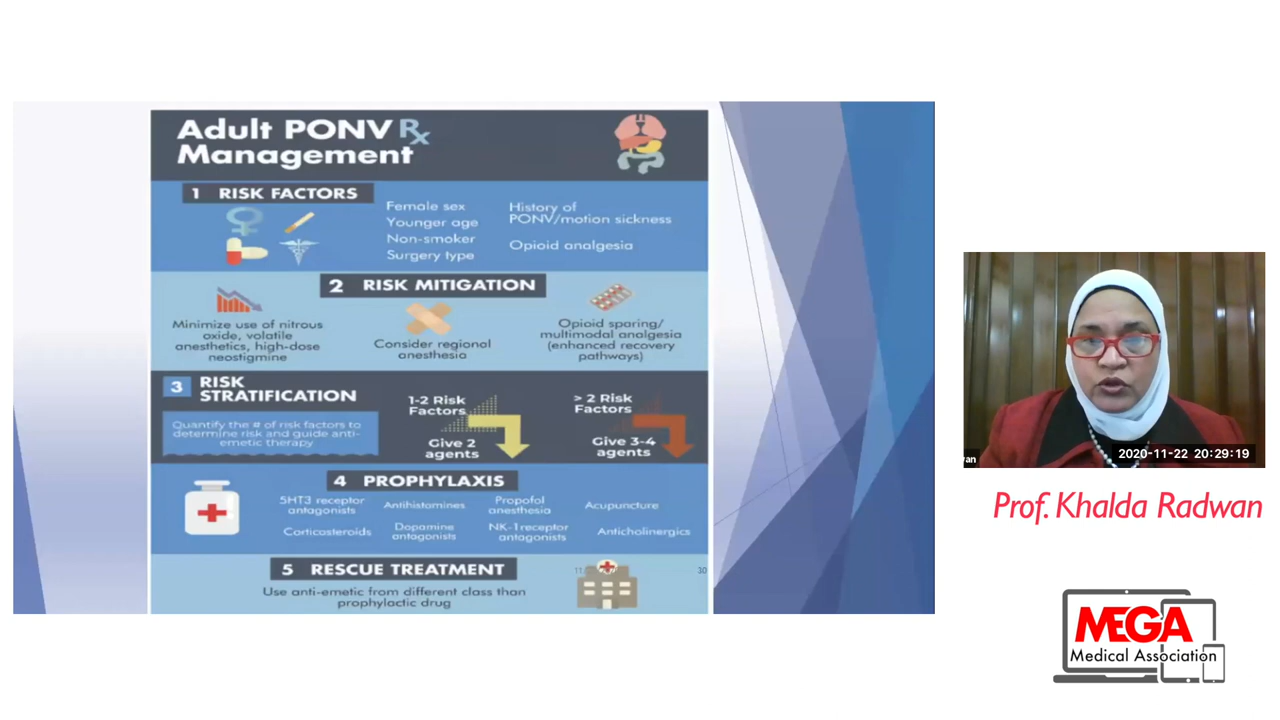 Adult PONV Rx
Management
1 RISK FACTORS
Female sex
Younger age
Non-smoker
Surgery type
History of
PONV/motion sickness
Opioid analgesia
2 RISK MITIGATION
Minimize use of nitrous
oxide, volatile
anesthetics, high-dose
neostigmine
Consider regional
anesthesia
Opioid sparing/
multimodal analgesia
(enhanced recovery
pathways)
3 RISK
STRATIFICATION
Quantify the # of risk factors to
determine risk and guide anti-
emetic therapy
1-2 Risk
Factors
Give 2
agents
> 2 Risk
Factors
Give 3-4
agents
4 PROPHYLAXIS
5HT3 receptor
antagonists
Antihistomines
Propofol
anesthesia
Acupuncture
Corticosteroids
Dopamine
antagonists
NK-1 receptor
antagonists
Anticholinergics
5 RESCUE TREATMENT
Use anti-emetic from different class than
prophylactic drug
30
2020-11-22 20:29:19
Prof. Khalda Radwan
MEGA
Medical Association